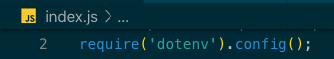 JS index.js > ...
2 require('dotenv').config();